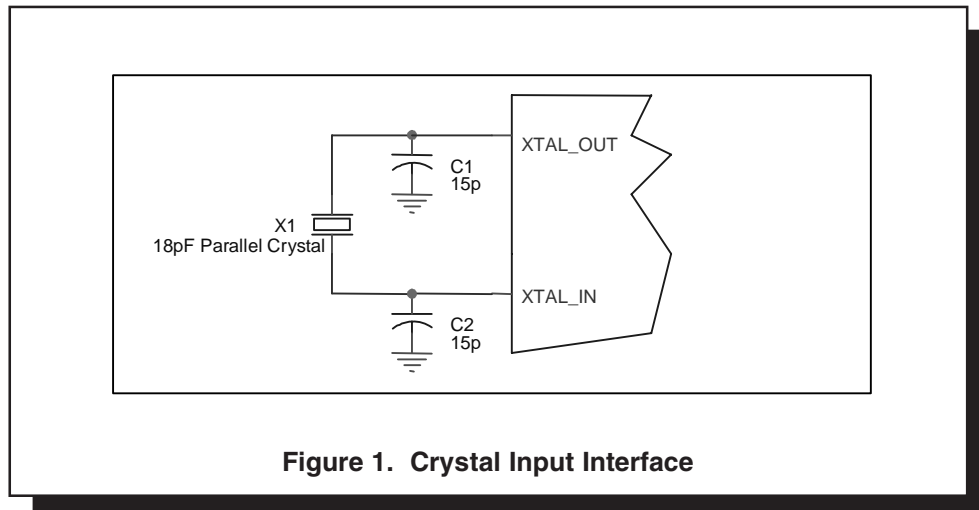 XTAL_OUT
C1
15p
X1
18pF Parallel Crystal
XTAL_IN
C2
15p
Figure 1. Crystal Input Interface